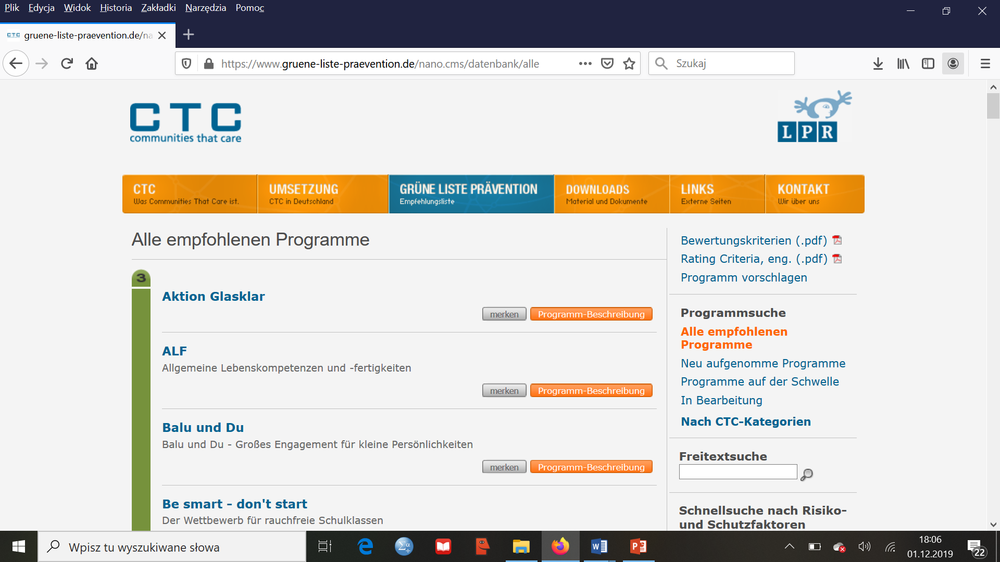 Plik Edycja Widok Historia Zakładki Narzędzia Pomoc
CTC gruene-liste-praevention.de/na
https://www.gruene-liste-praevention.de/nano.cms/datenbank/alle
Szukaj
CTC
communities that care
LPR
CTC
Was Communities That Care ist.
UMSETZUNG
CTC in Deutschland
GRÜNE LISTE PRÄVENTION
Empfehlungsliste
DOWNLOADS
Material und Dokumente
LINKS
Externe Seiten
KONTAKT
Wir über uns
Alle empfohlenen Programme
3
Aktion Glasklar
merken Programm-Beschreibung
ALF
Allgemeine Lebenskompetenzen und -fertigkeiten
merken Programm-Beschreibung
Balu und Du
Balu und Du - Großes Engagement für kleine Persönlichkeiten
merken Programm-Beschreibung
Be smart - don't start
Der Wettbewerb für rauchfreie Schulklassen
Bewertungskriterien (.pdf)
Rating Criteria, eng. (.pdf)
Programm vorschlagen
Programmsuche
Alle empfohlenen
Programme
Neu aufgenomme Programme
Programme auf der Schwelle
In Bearbeitung
Nach CTC-Kategorien
Freitextsuche
Schnellsuche nach Risiko-
und Schutzfaktoren
Wpisz tu wyszukiwane słowa
18:06
01.12.2019
22